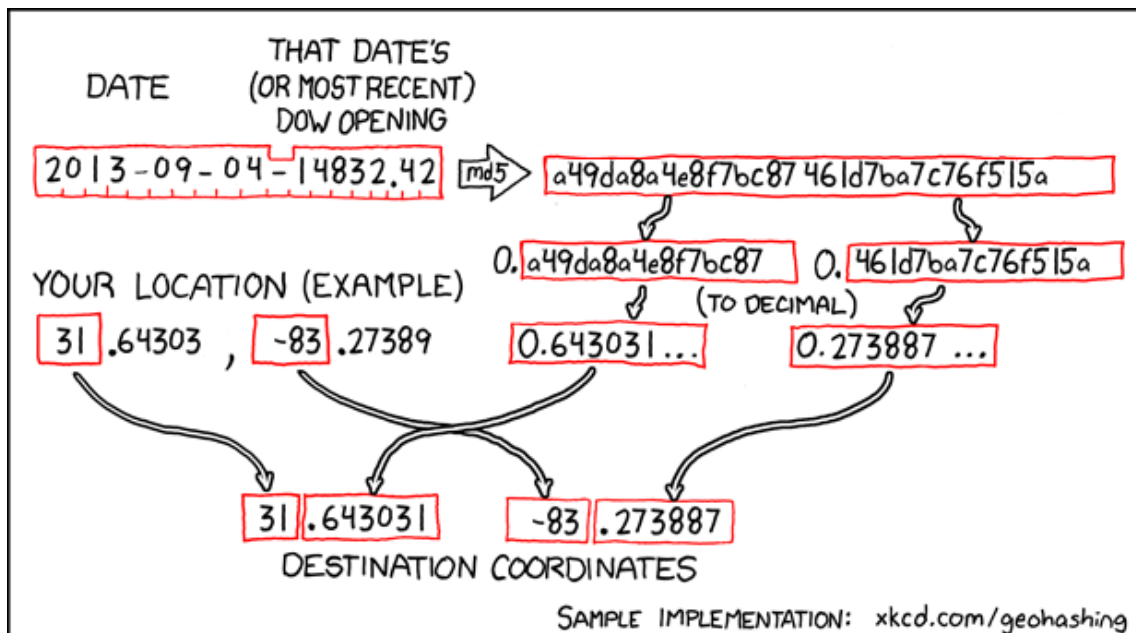 DATE
THAT DATE'S
(OR MOST RECENT)
DOW OPENING
2013-09-04-14832.42
md5
a49da8a4e8f7bc87 461d7ba7c76f515a
0.a49da8a4e8f7bc87
0.461d7ba7c76f515a
(TO DECIMAL)
YOUR LOCATION (EXAMPLE)
31.64303, -83.27389
0.643031...
0.273887 ...
31.643031
-83.273887
DESTINATION COORDINATES
SAMPLE IMPLEMENTATION: xkcd.com/geohashing